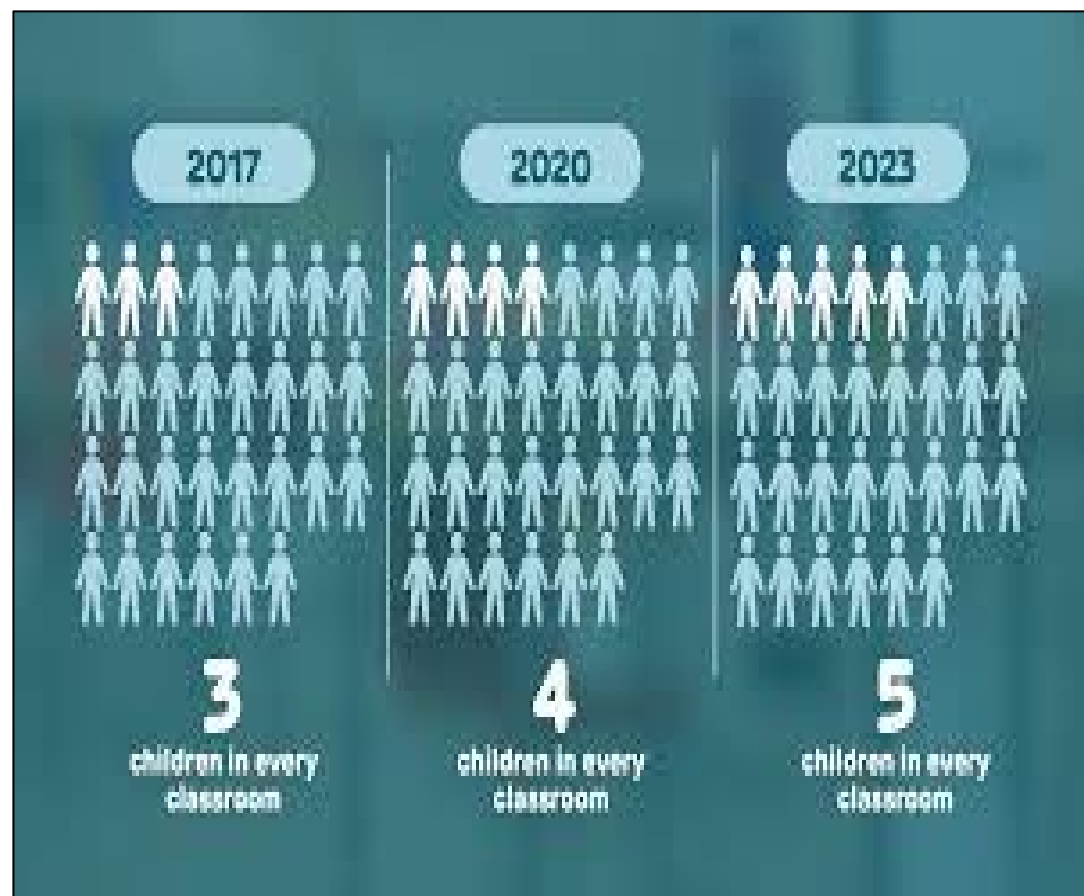 2017
2020
2023
3
children in every
classroom
4
children in every
classroom
5
children in every
classroom